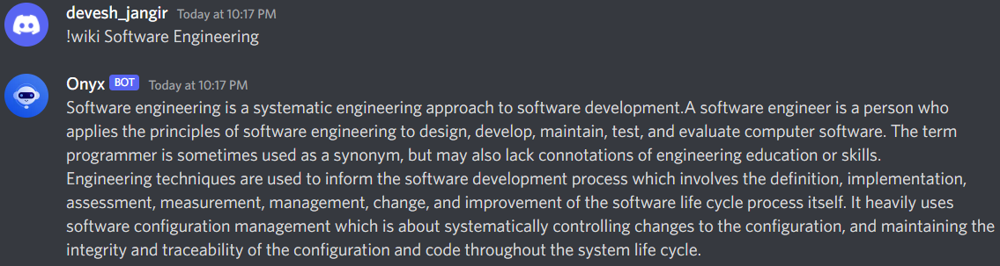 devesh_jangir Today at 10:17 PM
!wiki Software Engineering
Onyx BOT Today at 10:17 PM
Software engineering is a systematic engineering approach to software development.A software engineer is a person who
applies the principles of software engineering to design, develop, maintain, test, and evaluate computer software. The term
programmer is sometimes used as a synonym, but may also lack connotations of engineering education or skills.
Engineering techniques are used to inform the software development process which involves the definition, implementation,
assessment, measurement, management, change, and improvement of the software life cycle process itself. It heavily uses
software configuration management which is about systematically controlling changes to the configuration, and maintaining the
integrity and traceability of the configuration and code throughout the system life cycle.